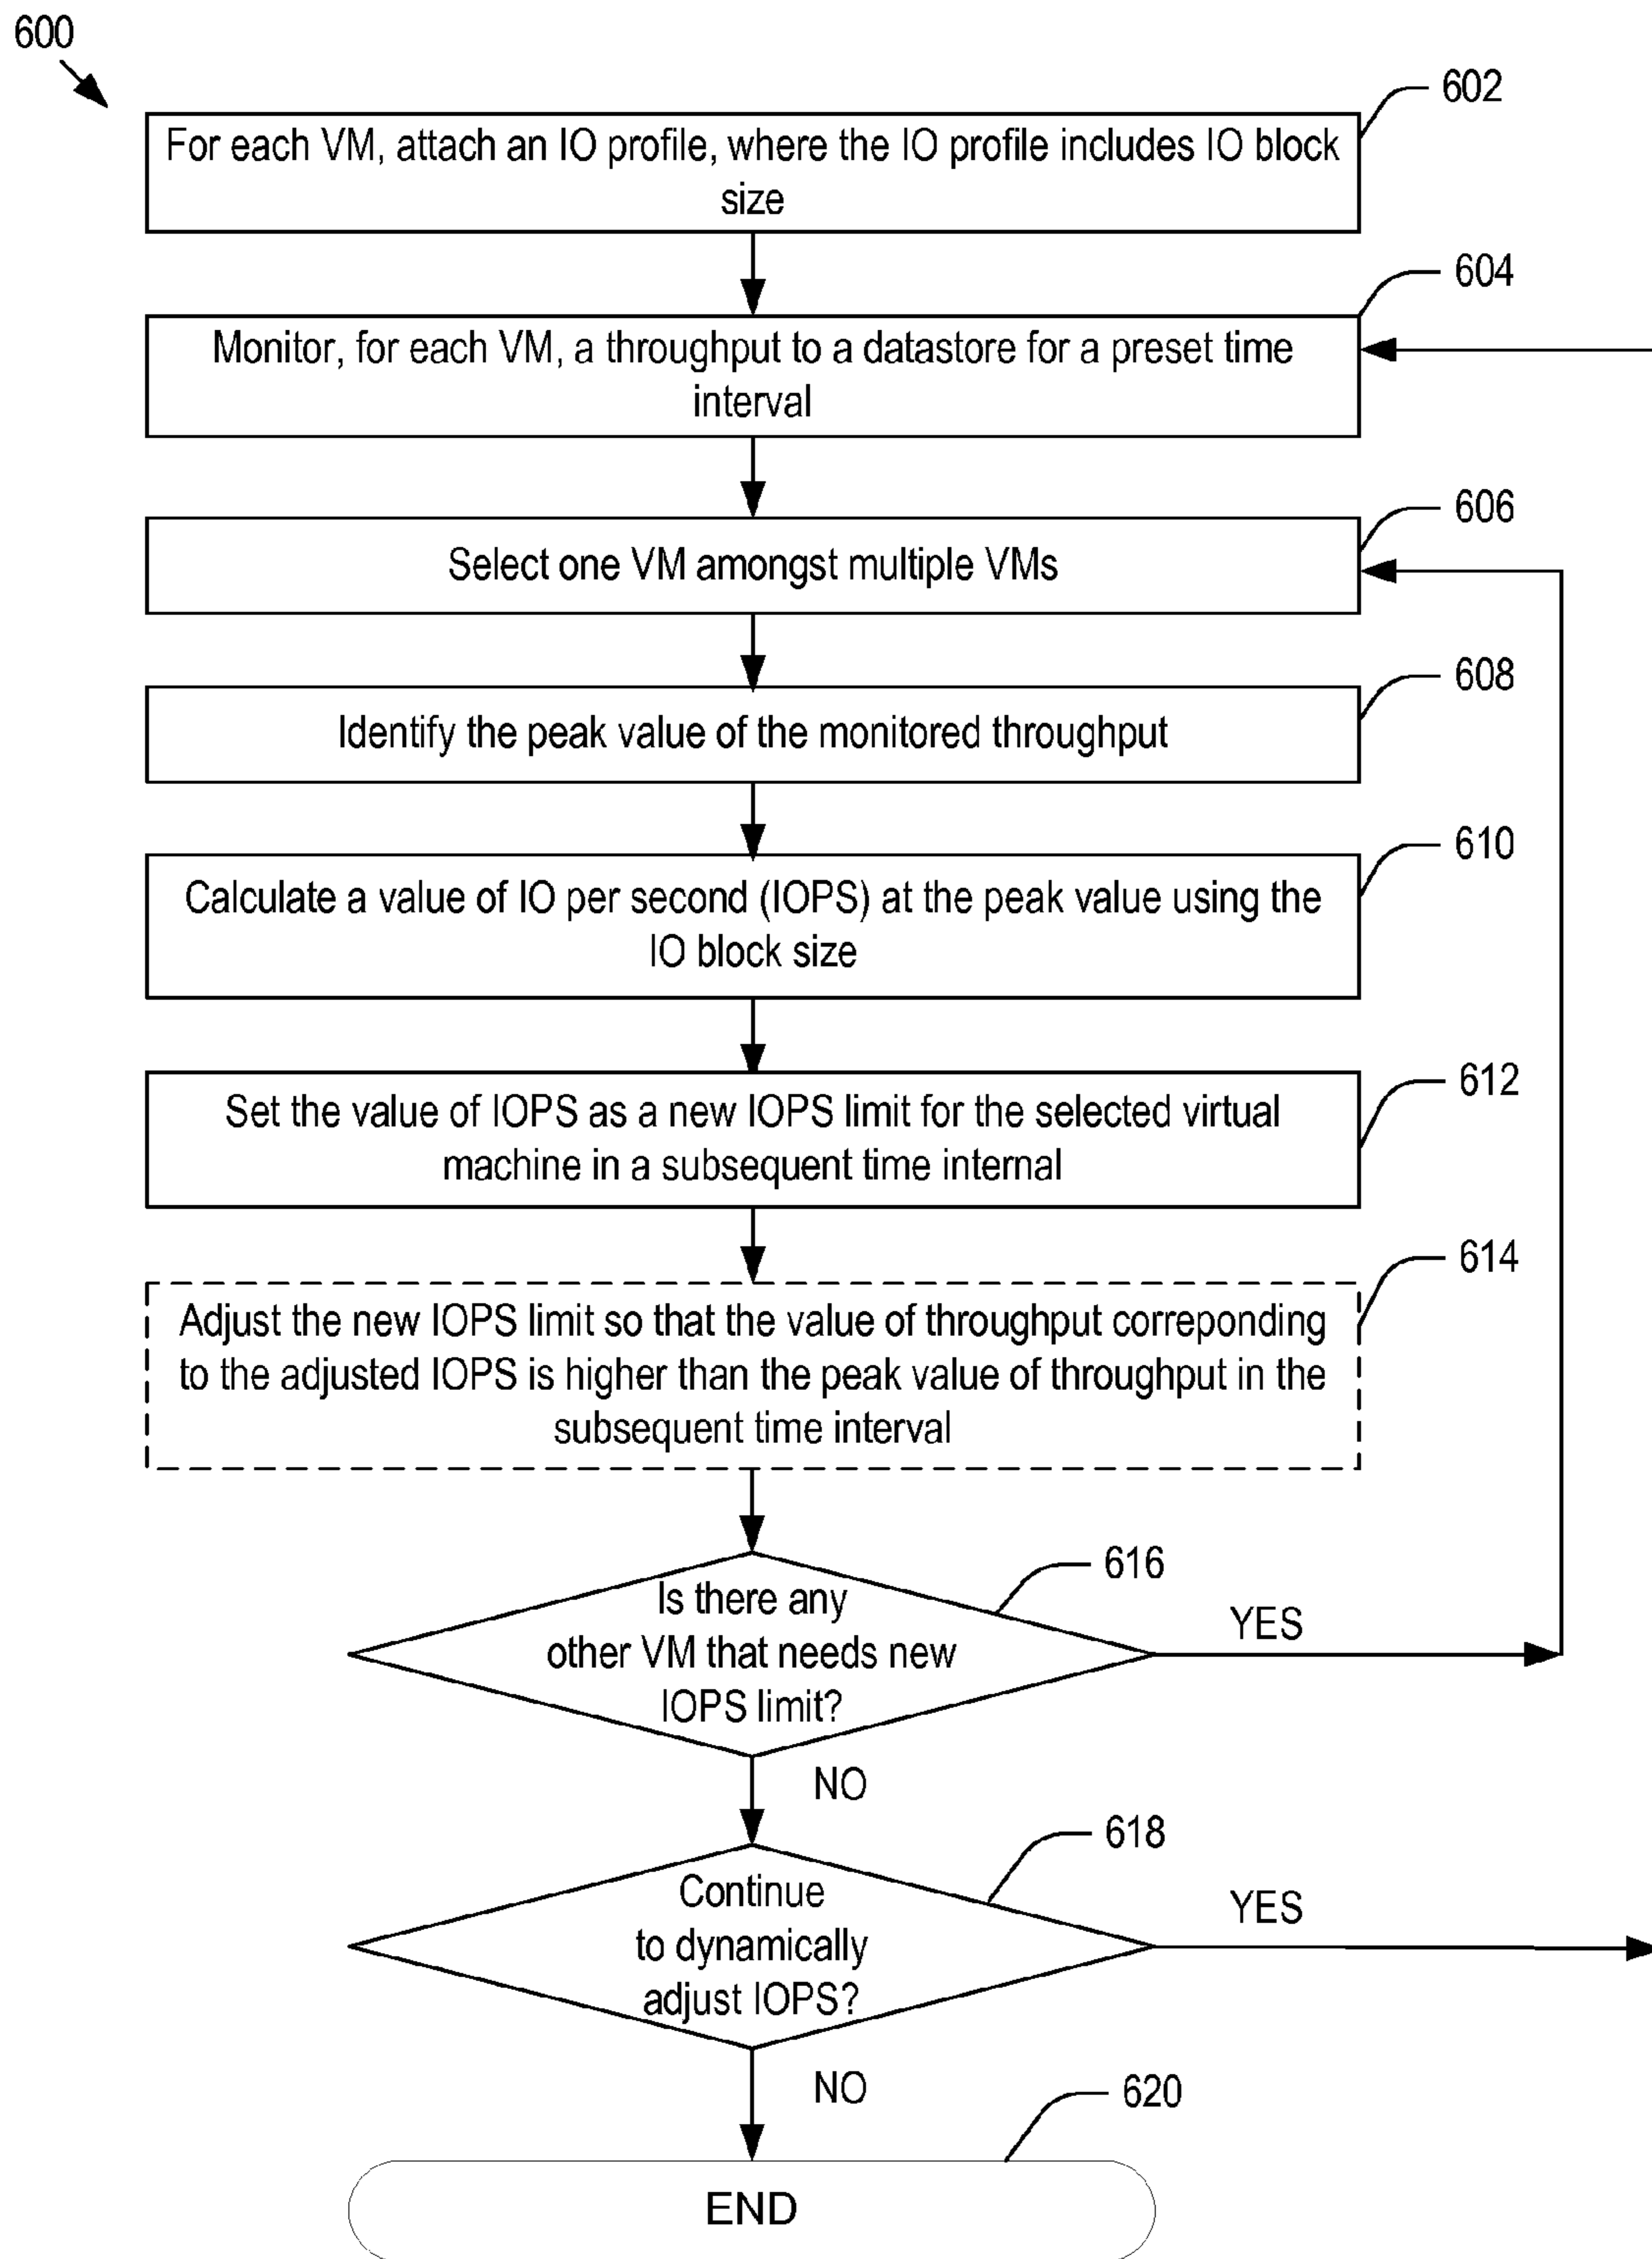 600
602
For each VM, attach an IO profile, where the IO profile includes IO block
size
604
Monitor, for each VM, a throughput to a datastore for a preset time
interval
606
Select one VM amongst multiple VMs
608
Identify the peak value of the monitored throughput
610
Calculate a value of IO per second (IOPS) at the peak value using the
IO block size
612
Set the value of IOPS as a new IOPS limit for the selected virtual
machine in a subsequent time internal
614
Adjust the new IOPS limit so that the value of throughput correponding
to the adjusted IOPS is higher than the peak value of throughput in the
subsequent time interval
616
Is there any
other VM that needs new
IOPS limit?
YES
NO
618
Continue
to dynamically
adjust IOPS?
YES
NO
620
END